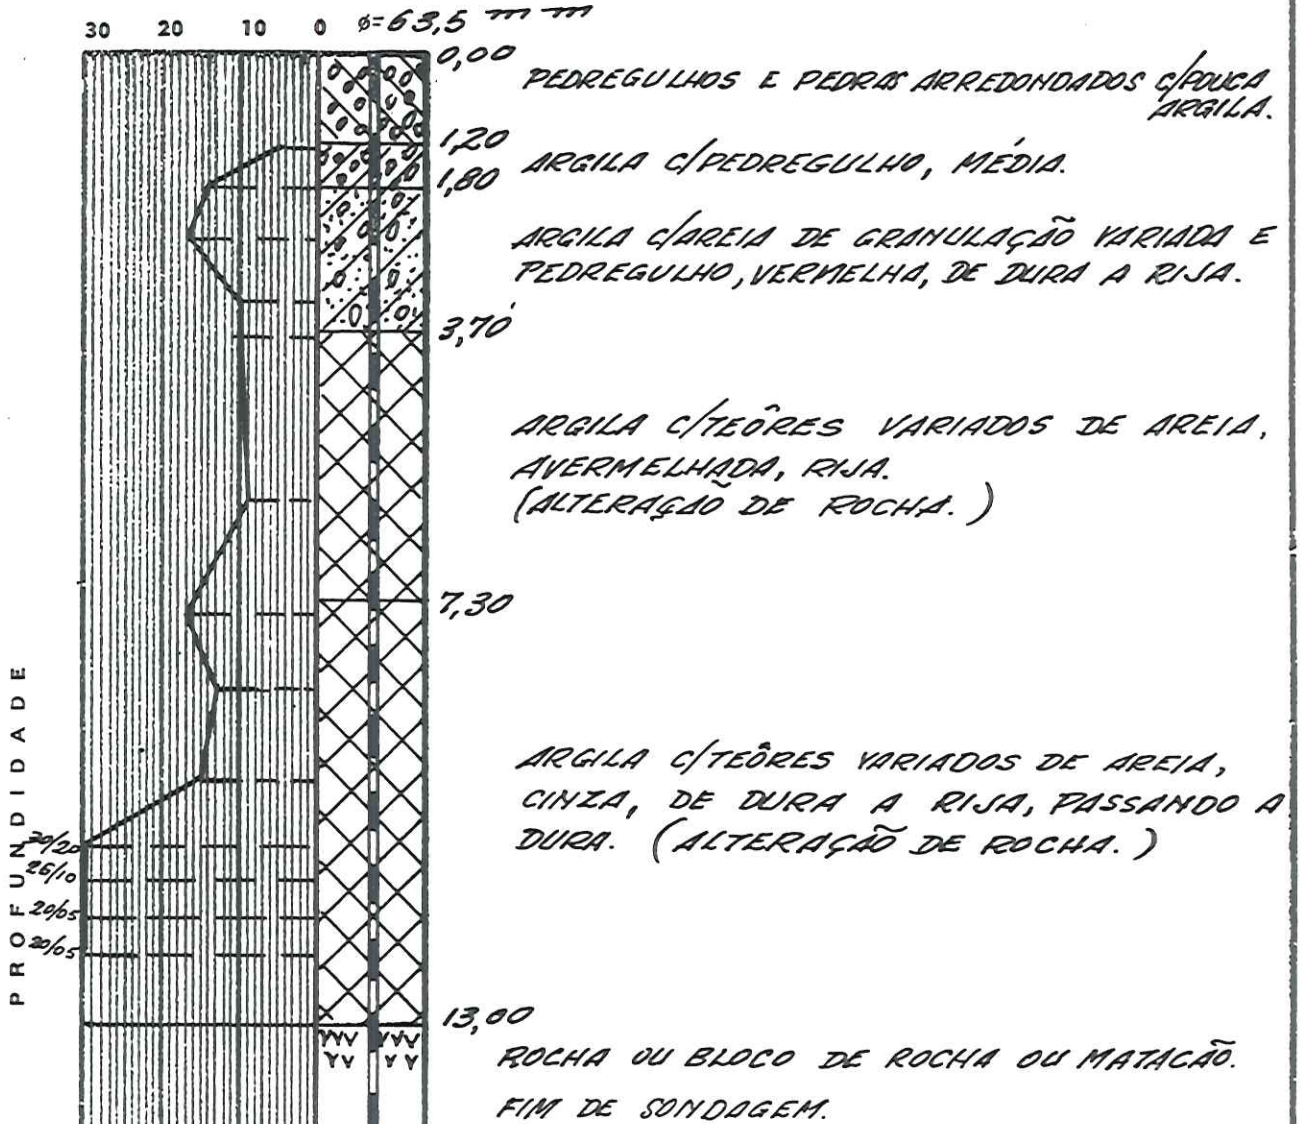 30 20 10 0 φ=63,5 mm
0,00
PEDREGULHOS E PEDRAS ARREDONDADOS C/POUCA
ARGILA.
1,20
ARGILA C/PEDREGULHO, MÉDIA.
1,80
ARGILA C/AREIA DE GRANULAÇÃO VARIADA E
PEDREGULHO, VERMELHA, DE DURA A RIJA.
3,70
ARGILA C/TEÔRES VARIADOS DE AREIA,
AVERMELHADA, RIJA.
(ALTERAÇÃO DE ROCHA.)
7,30
ARGILA C/TEÔRES VARIADOS DE AREIA,
CINZA, DE DURA A RIJA, PASSANDO A
DURA. (ALTERAÇÃO DE ROCHA.)
PROFUNDIDADE
30/20
26/10
20/05
20/05
13,00
ROCHA OU BLOCO DE ROCHA OU MATACÃO.
FIM DE SONDAGEM.